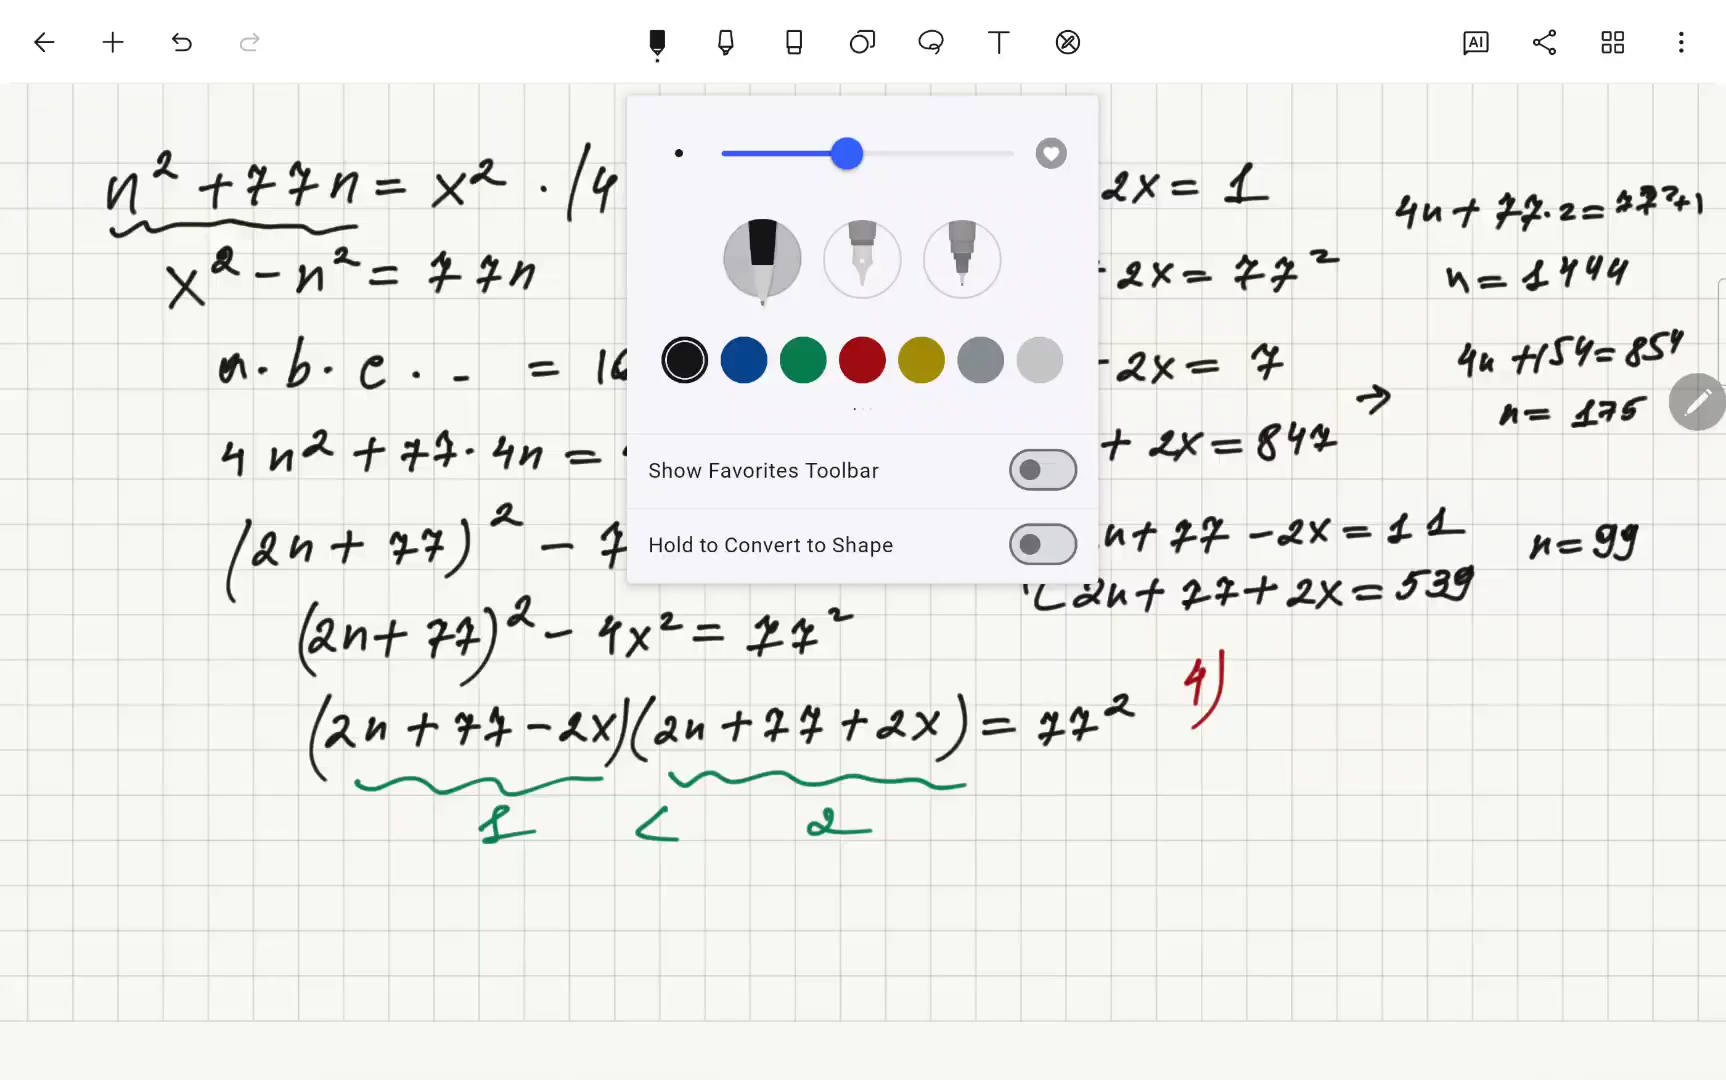 n² + 77n = x² · /4
x² - n² = 77n
a · b · c · - = 16
4n² + 77 · 4n =
(2n + 77)² - 7
(2n + 77)² - 4x² = 77²
(2n + 77 - 2x)(2n + 77 + 2x) = 77²
1 < 2
2x = 1
- 2x = 77²
- 2x = 7
+ 2x = 847
n + 77 - 2x = 11
2n + 77 + 2x = 539
4)
4n + 77 · 2 = 77² + 1
n = 1444
4n + 154 = 854
→ n = 175
n = 99
AI
T
Show Favorites Toolbar
Hold to Convert to Shape